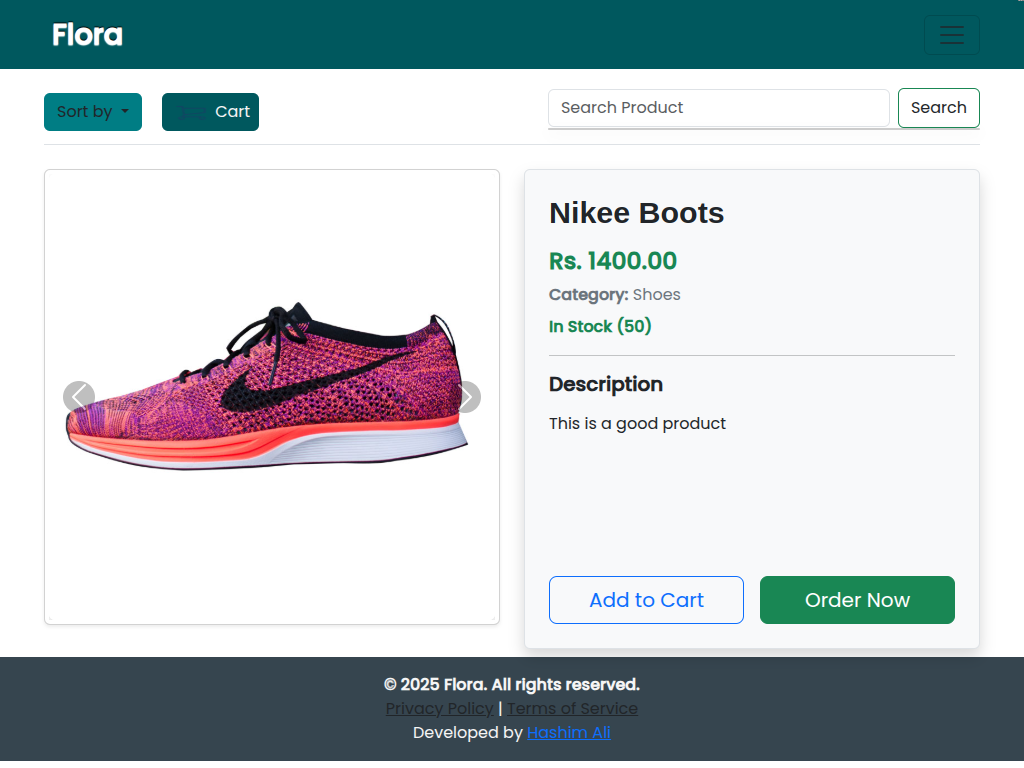 Flora
Sort by
Cart
Search Product
Search
Nikee Boots
Rs. 1400.00
Category: Shoes
In Stock (50)
Description
This is a good product
Add to Cart
Order Now
© 2025 Flora. All rights reserved.
Privacy Policy | Terms of Service
Developed by Hashim Ali